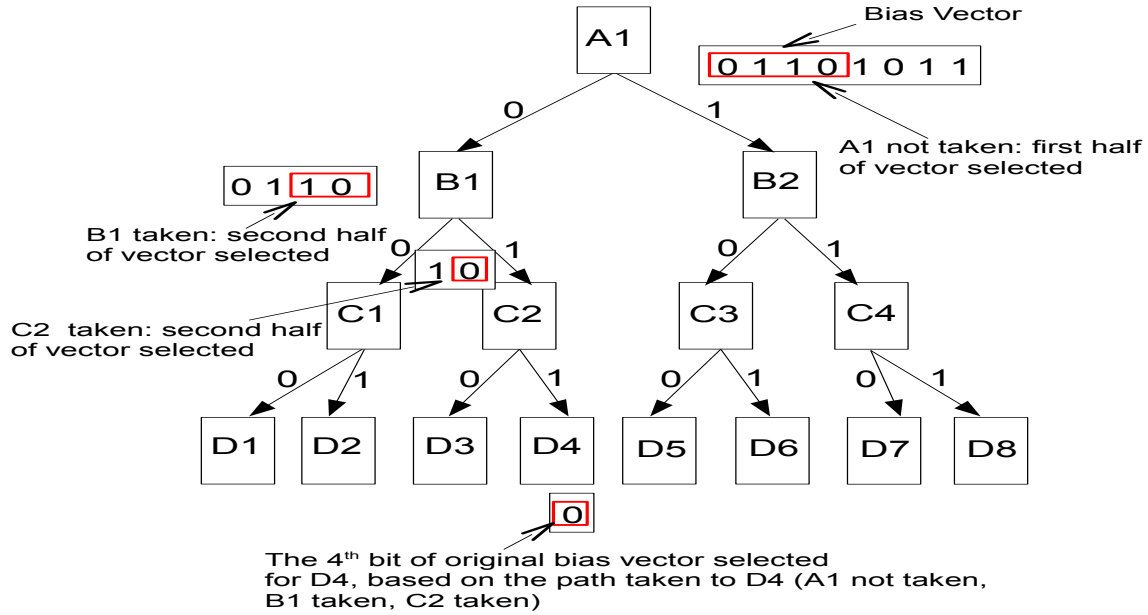 Bias Vector
A1
0 1 1 0 1 0 1 1
0 1
A1 not taken: first half
of vector selected
B1 B2
0 1 1 0
B1 taken: second half
of vector selected
0 1 0 1
1 0
C1 C2 C3 C4
C2 taken: second half
of vector selected
0 1 0 1 0 1 0 1
D1 D2 D3 D4 D5 D6 D7 D8
0
The 4th bit of original bias vector selected
for D4, based on the path taken to D4 (A1 not taken,
B1 taken, C2 taken)